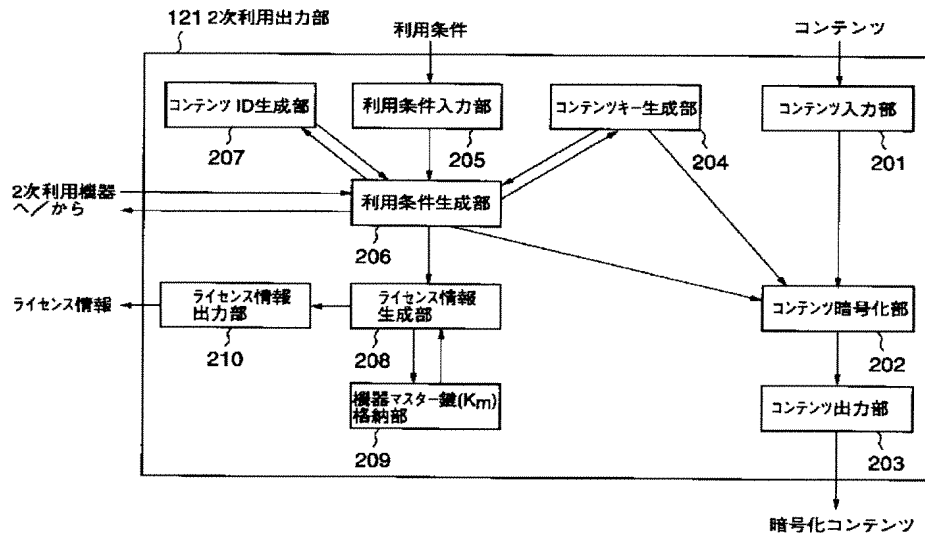 121 2次利用出力部
利用条件
コンテンツ
コンテンツ ID生成部
207
利用条件入力部
205
コンテンツキー生成部
204
コンテンツ入力部
201
2次利用機器
へ/から
利用条件生成部
206
ライセンス情報
ライセンス情報
出力部
210
ライセンス情報
生成部
208
コンテンツ暗号化部
202
機器マスター鍵(Km)
格納部
209
コンテンツ出力部
203
暗号化コンテンツ